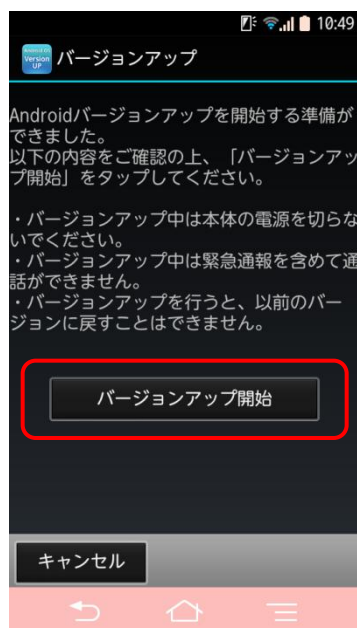 10:49
Android OS
Version
UP
バージョンアップ
Androidバージョンアップを開始する準備が
できました。
以下の内容をご確認の上、「バージョンアッ
プ開始」をタップしてください。
・バージョンアップ中は本体の電源を切らな
いでください。
・バージョンアップ中は緊急通報を含めて通
話ができません。
・バージョンアップを行うと、以前のバー
ジョンに戻すことはできません。
バージョンアップ開始
キャンセル